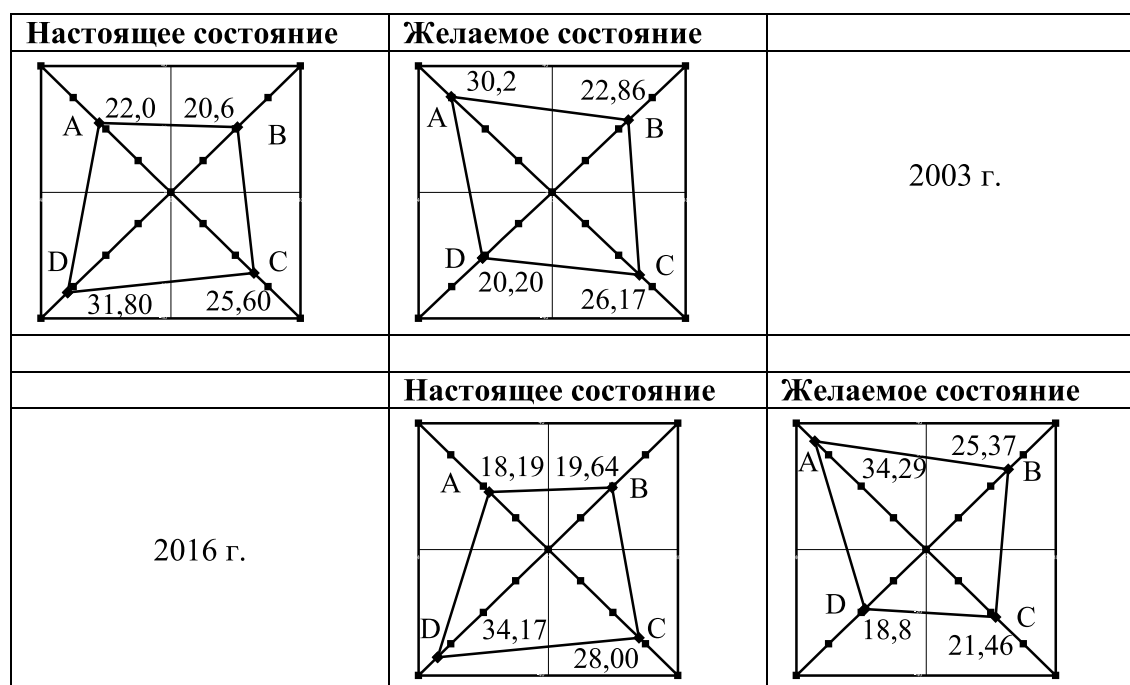 Настоящее состояние Желаемое состояние
30,2 22,86
22,0 20,6
A B A B
2003 г.
D C D C
31,80 25,60 20,20 26,17
Настоящее состояние Желаемое состояние
18,19 19,64 25,37
A B A 34,29 B
2016 г.
D C D C
34,17 28,00 18,8 21,46